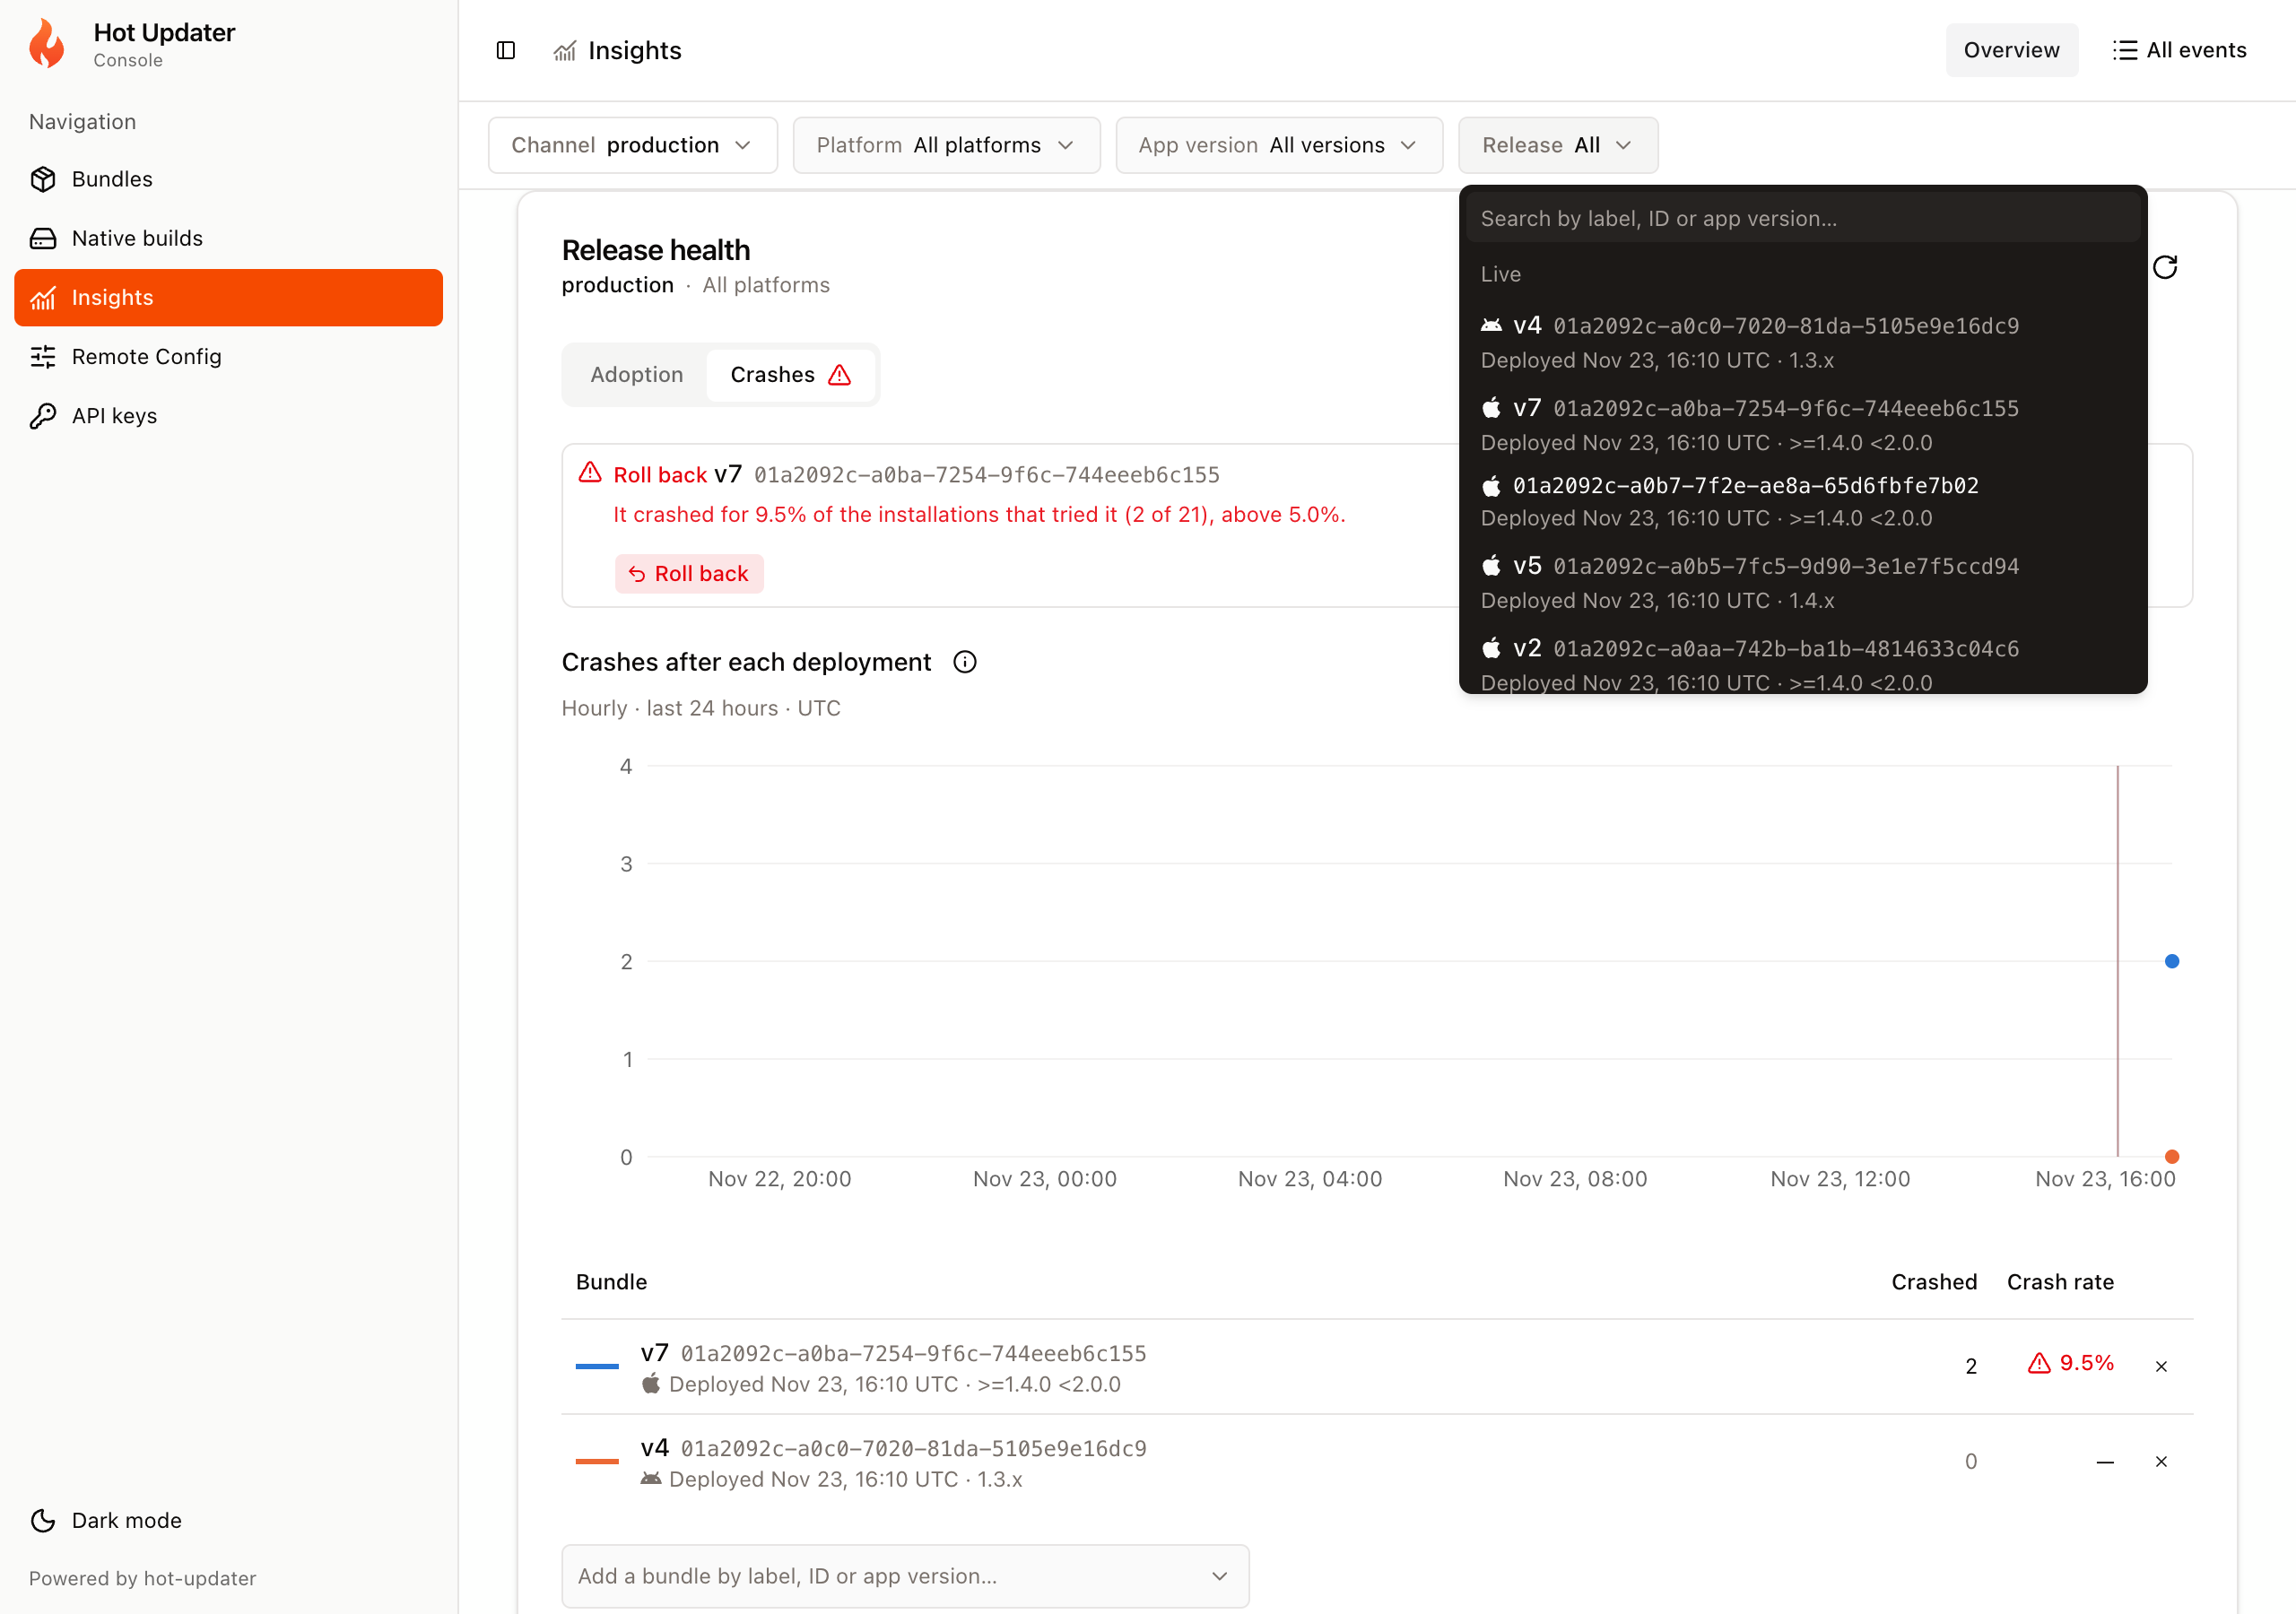 Hot Updater
Console
Navigation
Bundles
Native builds
Insights
Remote Config
API keys
Dark mode
Powered by hot-updater
Insights
Overview
All events
Channel production
Platform All platforms
App version All versions
Release All
Search by label, ID or app version...
Live
v4 01a2092c-a0c0-7020-81da-5105e9e16dc9
Deployed Nov 23, 16:10 UTC · 1.3.x
v7 01a2092c-a0ba-7254-9f6c-744eeeb6c155
Deployed Nov 23, 16:10 UTC · >=1.4.0 <2.0.0
01a2092c-a0b7-7f2e-ae8a-65d6fbfe7b02
Deployed Nov 23, 16:10 UTC · >=1.4.0 <2.0.0
v5 01a2092c-a0b5-7fc5-9d90-3e1e7f5ccd94
Deployed Nov 23, 16:10 UTC · 1.4.x
v2 01a2092c-a0aa-742b-ba1b-4814633c04c6
Deployed Nov 23, 16:10 UTC · >=1.4.0 <2.0.0
Release health
production · All platforms
Adoption
Crashes
Roll back v7 01a2092c-a0ba-7254-9f6c-744eeeb6c155
It crashed for 9.5% of the installations that tried it (2 of 21), above 5.0%.
Roll back
Crashes after each deployment
Hourly · last 24 hours · UTC
4
3
2
1
0
Nov 22, 20:00
Nov 23, 00:00
Nov 23, 04:00
Nov 23, 08:00
Nov 23, 12:00
Nov 23, 16:00
Bundle Crashed Crash rate
v7 01a2092c-a0ba-7254-9f6c-744eeeb6c155
Deployed Nov 23, 16:10 UTC · >=1.4.0 <2.0.0
2 9.5%
v4 01a2092c-a0c0-7020-81da-5105e9e16dc9
Deployed Nov 23, 16:10 UTC · 1.3.x
0 —
Add a bundle by label, ID or app version...